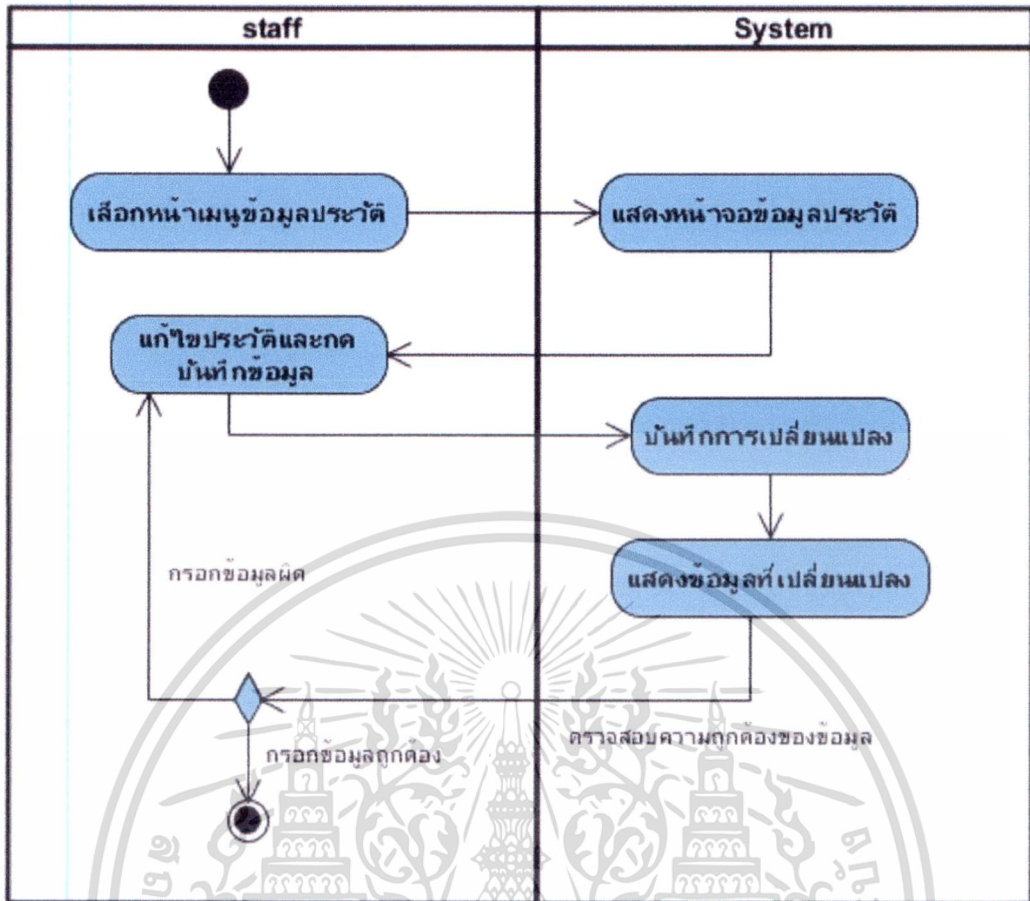 staff
System
เลือกหน้าเมนูข้อมูลประวัติ
แสดงหน้าจอข้อมูลประวัติ
แก้ไขประวัติและกด
บันทึกข้อมูล
บันทึกการเปลี่ยนแปลง
แสดงข้อมูลที่เปลี่ยนแปลง
กรอกข้อมูลผิด
ตรวจสอบความถูกต้องของข้อมูล
กรอกข้อมูลถูกต้อง